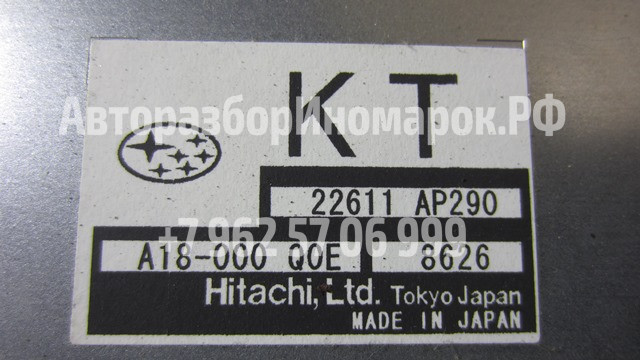 KT
АвторазборИномарок.РФ
22611 AP290
+7 962 57 06 999
A18-000 Q0E 8626
Hitachi, Ltd. Tokyo Japan
MADE IN JAPAN